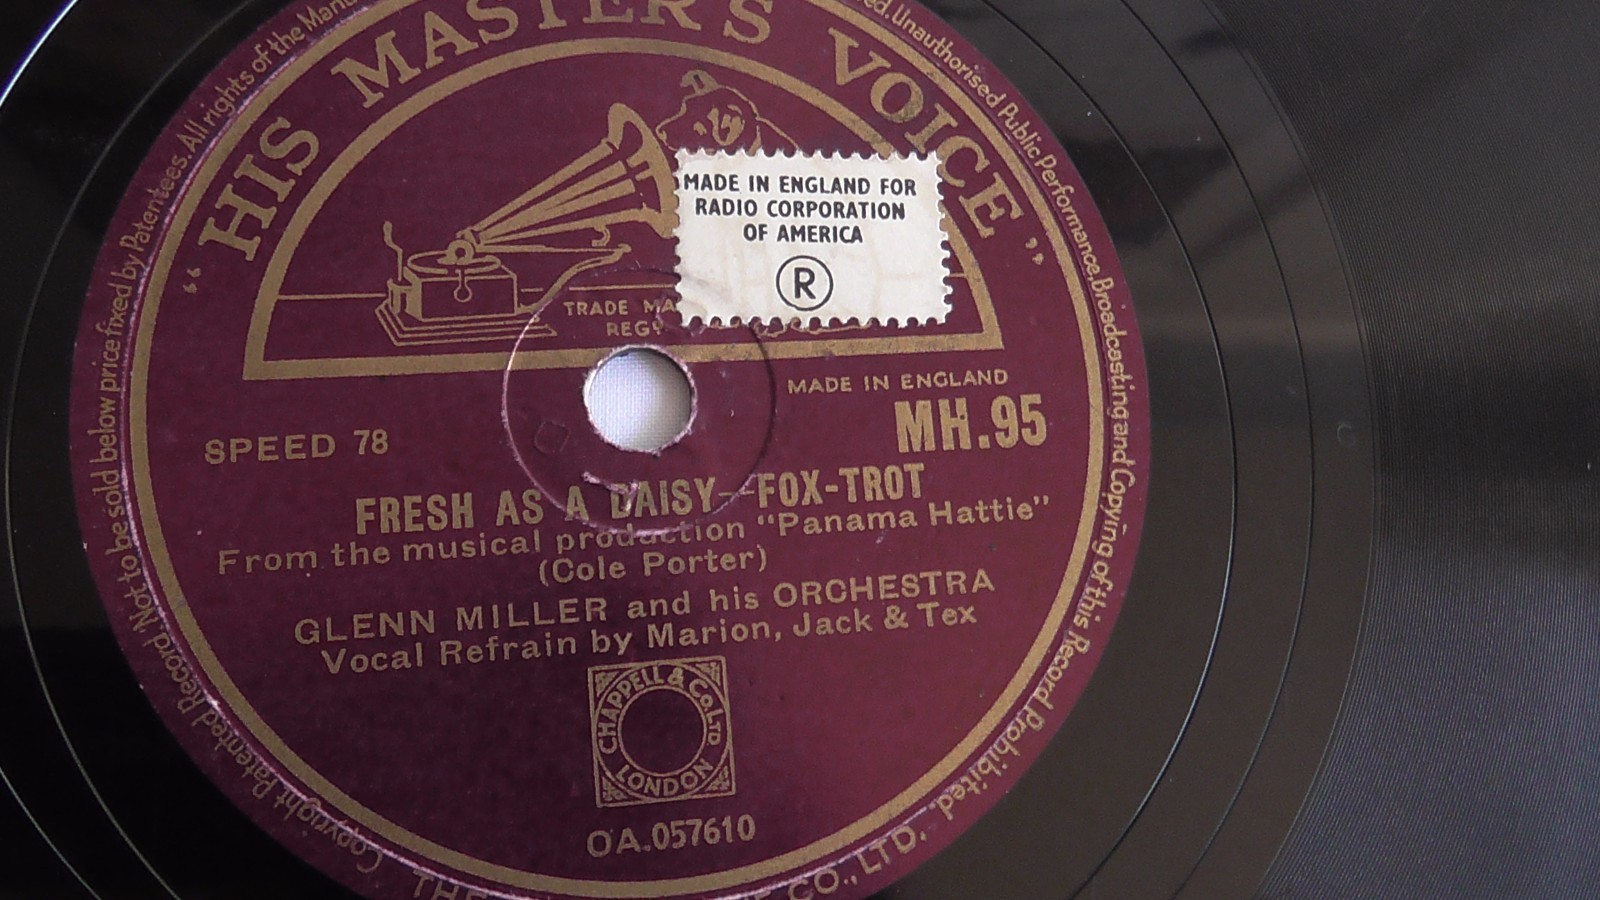 "HIS MASTER'S VOICE"
MADE IN ENGLAND FOR
RADIO CORPORATION
OF AMERICA
R
TRADE
REGD
MADE IN ENGLAND
MH.95
SPEED 78
FRESH AS A DAISY—FOX-TROT
From the musical production "Panama Hattie"
(Cole Porter)
GLENN MILLER and his ORCHESTRA
Vocal Refrain by Marion, Jack & Tex
CHAPPELL & CO. LTD.
LONDON
OA.057610
Unauthorised Public Performance, Broadcasting and Copying of this Record Prohibited.
CO., LTD.
Copyright Patented Record. Not to be sold below price fixed by Patentees. All rights of the